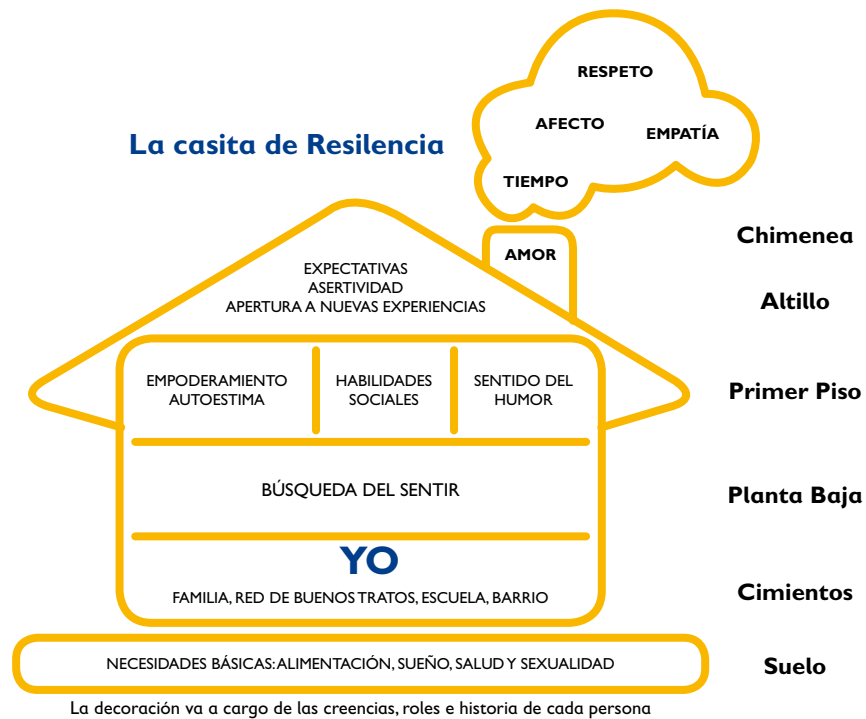 RESPETO
AFECTO
EMPATÍA
TIEMPO
La casita de Resilencia
AMOR
Chimenea
EXPECTATIVAS
ASERTIVIDAD
APERTURA A NUEVAS EXPERIENCIAS
Altillo
EMPODERAMIENTO
AUTOESTIMA
HABILIDADES
SOCIALES
SENTIDO DEL
HUMOR
Primer Piso
BÚSQUEDA DEL SENTIR
Planta Baja
YO
FAMILIA, RED DE BUENOS TRATOS, ESCUELA, BARRIO
Cimientos
NECESIDADES BÁSICAS: ALIMENTACIÓN, SUEÑO, SALUD Y SEXUALIDAD
Suelo
La decoración va a cargo de las creencias, roles e historia de cada persona